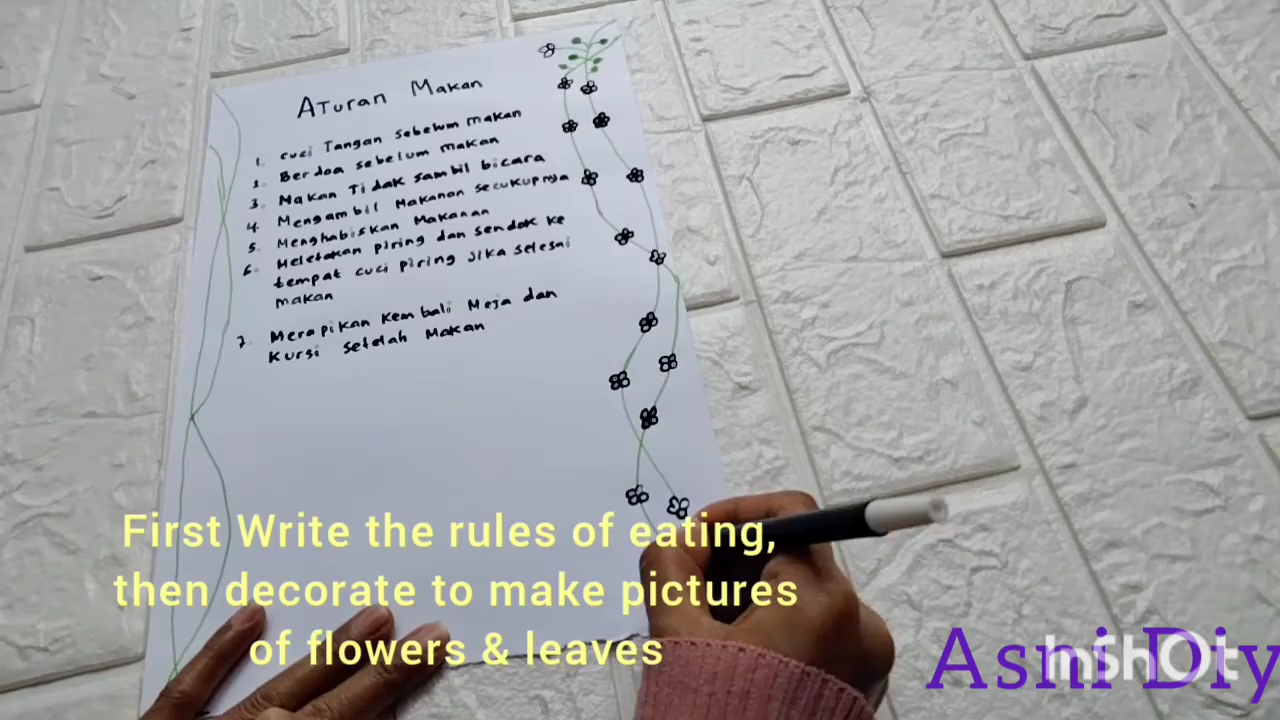 Aturan Makan
1. cuci Tangan sebelum makan
2. Berdoa sebelum makan
3. Makan Tidak sambil bicara
4. Mengambil Makanan secukupnya
5. Menghabiskan Makanan
6. Meletakan piring dan sendok ke
tempat cuci piring jika selesai
makan
7. Merapikan Kembali Meja dan
Kursi setelah Makan
First Write the rules of eating,
then decorate to make pictures
of flowers & leaves
Asni Diy
InShOt